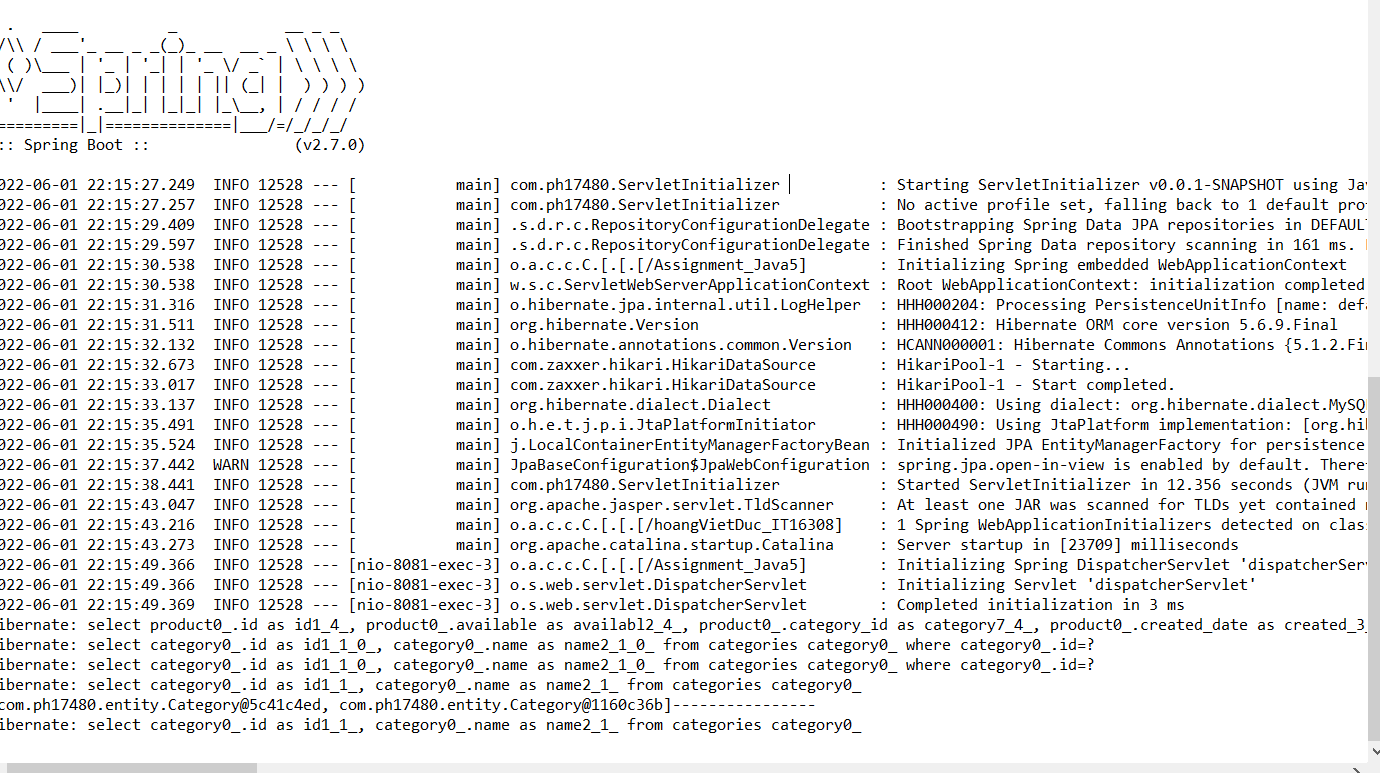 .   ____          _            __ _ _
/\\ / ___'_ __ _ _(_)_ __  __ _ \ \ \ \
( )\___ | '_ | '_| | '_ \/ _` | \ \ \ \
\\/  ___)| |_)| | | | | || (_| |  ) ) ) )
 '  |____| .__|_| |_|_| |_\__, | / / / /
=========|_|==============|___/=/_/_/_/
:: Spring Boot ::                (v2.7.0)
022-06-01 22:15:27.249  INFO 12528 --- [           main] com.ph17480.ServletInitializer           : Starting ServletInitializer v0.0.1-SNAPSHOT using Jav
022-06-01 22:15:27.257  INFO 12528 --- [           main] com.ph17480.ServletInitializer           : No active profile set, falling back to 1 default pro
022-06-01 22:15:29.409  INFO 12528 --- [           main] .s.d.r.c.RepositoryConfigurationDelegate : Bootstrapping Spring Data JPA repositories in DEFAUL
022-06-01 22:15:29.597  INFO 12528 --- [           main] .s.d.r.c.RepositoryConfigurationDelegate : Finished Spring Data repository scanning in 161 ms.
022-06-01 22:15:30.538  INFO 12528 --- [           main] o.a.c.c.C.[.[.[/Assignment_Java5]        : Initializing Spring embedded WebApplicationContext
022-06-01 22:15:30.538  INFO 12528 --- [           main] w.s.c.ServletWebServerApplicationContext : Root WebApplicationContext: initialization completed
022-06-01 22:15:31.316  INFO 12528 --- [           main] o.hibernate.jpa.internal.util.LogHelper  : HHH000204: Processing PersistenceUnitInfo [name: defa
022-06-01 22:15:31.511  INFO 12528 --- [           main] org.hibernate.Version                    : HHH000412: Hibernate ORM core version 5.6.9.Final
022-06-01 22:15:32.132  INFO 12528 --- [           main] o.hibernate.annotations.common.Version   : HCANN000001: Hibernate Commons Annotations {5.1.2.Fin
022-06-01 22:15:32.673  INFO 12528 --- [           main] com.zaxxer.hikari.HikariDataSource       : HikariPool-1 - Starting...
022-06-01 22:15:33.017  INFO 12528 --- [           main] com.zaxxer.hikari.HikariDataSource       : HikariPool-1 - Start completed.
022-06-01 22:15:33.137  INFO 12528 --- [           main] org.hibernate.dialect.Dialect            : HHH000400: Using dialect: org.hibernate.dialect.MySQ
022-06-01 22:15:35.491  INFO 12528 --- [           main] o.h.e.t.j.p.i.JtaPlatformInitiator       : HHH000490: Using JtaPlatform implementation: [org.hi
022-06-01 22:15:35.524  INFO 12528 --- [           main] j.LocalContainerEntityManagerFactoryBean : Initialized JPA EntityManagerFactory for persistence
022-06-01 22:15:37.442  WARN 12528 --- [           main] JpaBaseConfiguration$JpaWebConfiguration : spring.jpa.open-in-view is enabled by default. There
022-06-01 22:15:38.441  INFO 12528 --- [           main] com.ph17480.ServletInitializer           : Started ServletInitializer in 12.356 seconds (JVM ru
022-06-01 22:15:43.047  INFO 12528 --- [           main] org.apache.jasper.servlet.TldScanner     : At least one JAR was scanned for TLDs yet contained
022-06-01 22:15:43.216  INFO 12528 --- [           main] o.a.c.c.C.[.[.[/hoangVietDuc_IT16308]    : 1 Spring WebApplicationInitializers detected on clas
022-06-01 22:15:43.273  INFO 12528 --- [           main] org.apache.catalina.startup.Catalina     : Server startup in [23709] milliseconds
022-06-01 22:15:49.366  INFO 12528 --- [nio-8081-exec-3] o.a.c.c.C.[.[.[/Assignment_Java5]        : Initializing Spring DispatcherServlet 'dispatcherSer
022-06-01 22:15:49.366  INFO 12528 --- [nio-8081-exec-3] o.s.web.servlet.DispatcherServlet        : Initializing Servlet 'dispatcherServlet'
022-06-01 22:15:49.369  INFO 12528 --- [nio-8081-exec-3] o.s.web.servlet.DispatcherServlet        : Completed initialization in 3 ms
ibernate: select product0_.id as id1_4_, product0_.available as availabl2_4_, product0_.category_id as category7_4_, product0_.created_date as created_3_
ibernate: select category0_.id as id1_1_0_, category0_.name as name2_1_0_ from categories category0_ where category0_.id=?
ibernate: select category0_.id as id1_1_0_, category0_.name as name2_1_0_ from categories category0_ where category0_.id=?
ibernate: select category0_.id as id1_1_, category0_.name as name2_1_ from categories category0_
com.ph17480.entity.Category@5c41c4ed, com.ph17480.entity.Category@1160c36b]----------------
ibernate: select category0_.id as id1_1_, category0_.name as name2_1_ from categories category0_